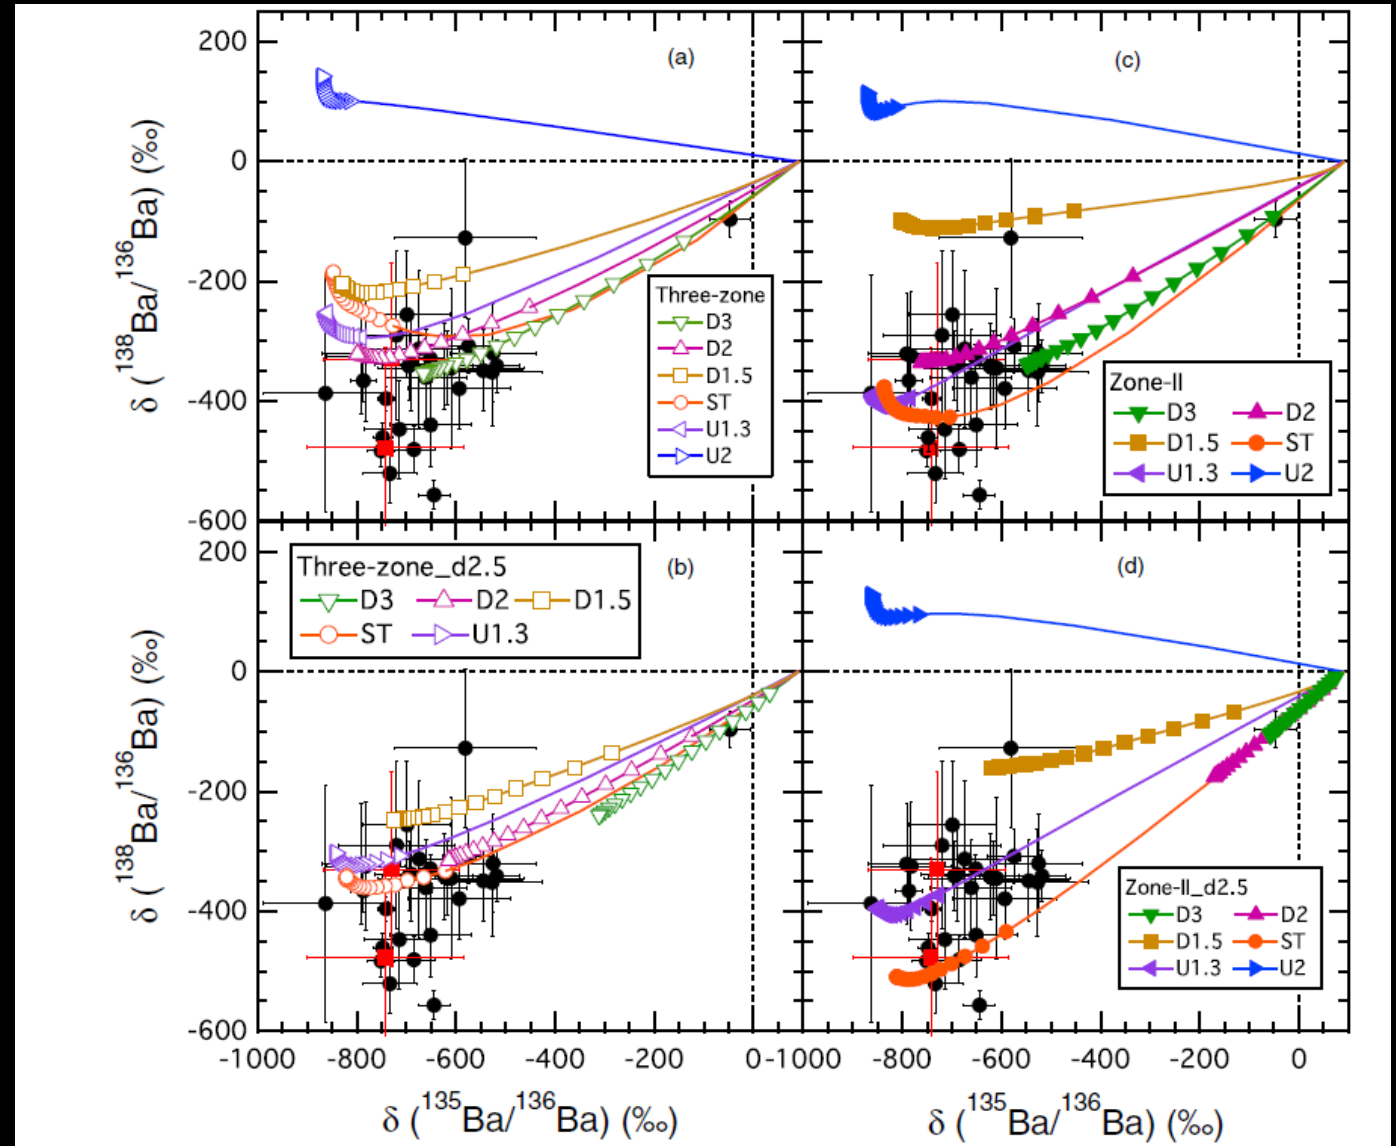 (a)
(c)
200
0
-200
-400
-600
δ (¹³⁸Ba/¹³⁶Ba) (‰)
Three-zone
D3
D2
D1.5
ST
U1.3
U2
Zone-II
D3 D2
D1.5 ST
U1.3 U2
(b)
(d)
200
0
-200
-400
-600
δ (¹³⁸Ba/¹³⁶Ba) (‰)
Three-zone_d2.5
D3 D2 D1.5
ST U1.3
Zone-II_d2.5
D3 D2
D1.5 ST
U1.3 U2
-1000 -800 -600 -400 -200 0 -1000 -800 -600 -400 -200 0
δ (¹³⁵Ba/¹³⁶Ba) (‰) δ (¹³⁵Ba/¹³⁶Ba) (‰)